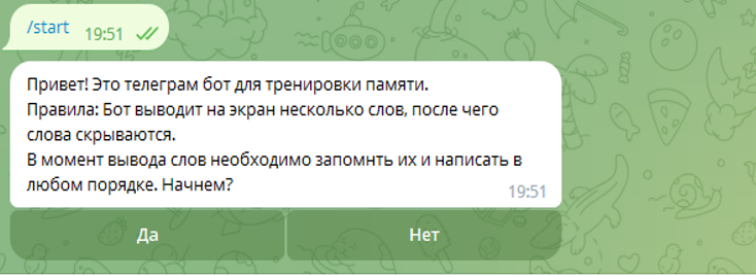 /start 19:51
Привет! Это телеграм бот для тренировки памяти.
Правила: Бот выводит на экран несколько слов, после чего
слова скрываются.
В момент вывода слов необходимо запомнть их и написать в
любом порядке. Начнем?
19:51
Да Нет